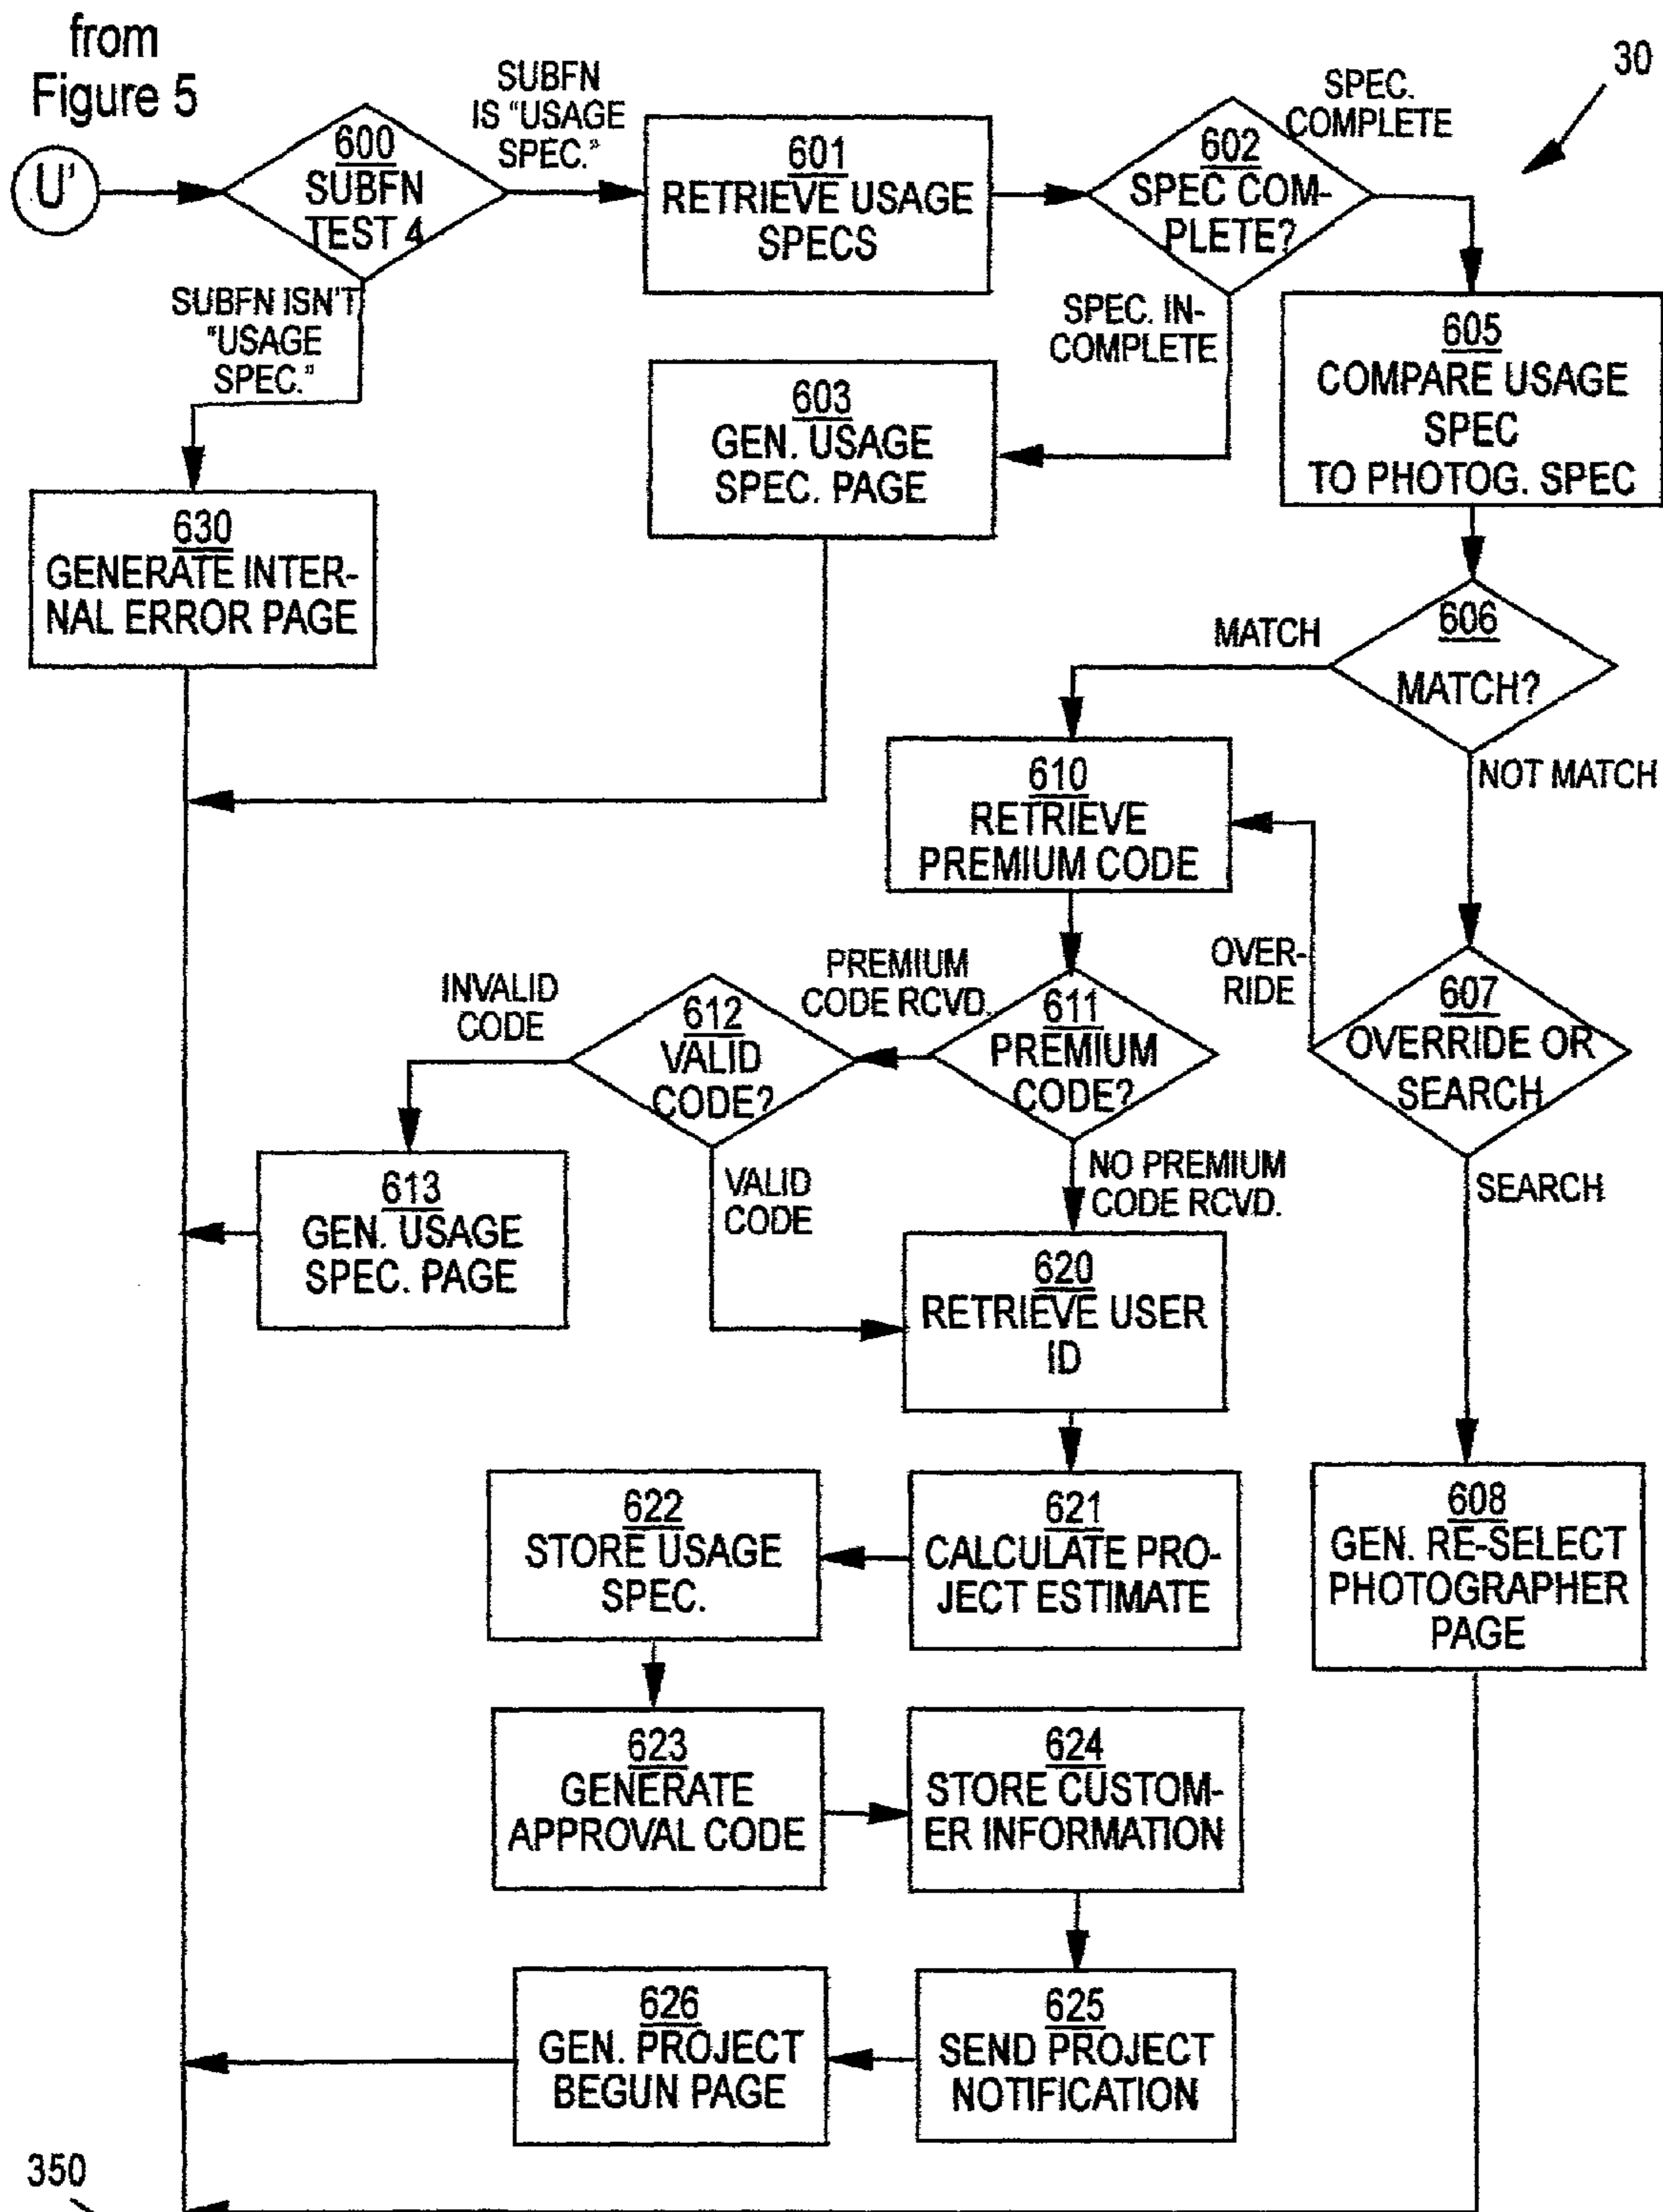 from
Figure 5
U'
600
SUBFN
TEST 4
SUBFN
IS "USAGE
SPEC."
601
RETRIEVE USAGE
SPECS
602
SPEC COM-
PLETE?
SPEC.
COMPLETE
30
SUBFN ISN'T
"USAGE
SPEC."
SPEC. IN-
COMPLETE
603
GEN. USAGE
SPEC. PAGE
605
COMPARE USAGE
SPEC
TO PHOTOG. SPEC
630
GENERATE INTER-
NAL ERROR PAGE
606
MATCH?
MATCH
NOT MATCH
610
RETRIEVE
PREMIUM CODE
OVER-
RIDE
607
OVERRIDE OR
SEARCH
SEARCH
611
PREMIUM
CODE?
PREMIUM
CODE RCVD.
612
VALID
CODE?
INVALID
CODE
613
GEN. USAGE
SPEC. PAGE
VALID
CODE
NO PREMIUM
CODE RCVD.
620
RETRIEVE USER
ID
608
GEN. RE-SELECT
PHOTOGRAPHER
PAGE
621
CALCULATE PRO-
JECT ESTIMATE
622
STORE USAGE
SPEC.
623
GENERATE
APPROVAL CODE
624
STORE CUSTOM-
ER INFORMATION
625
SEND PROJECT
NOTIFICATION
626
GEN. PROJECT
BEGUN PAGE
350